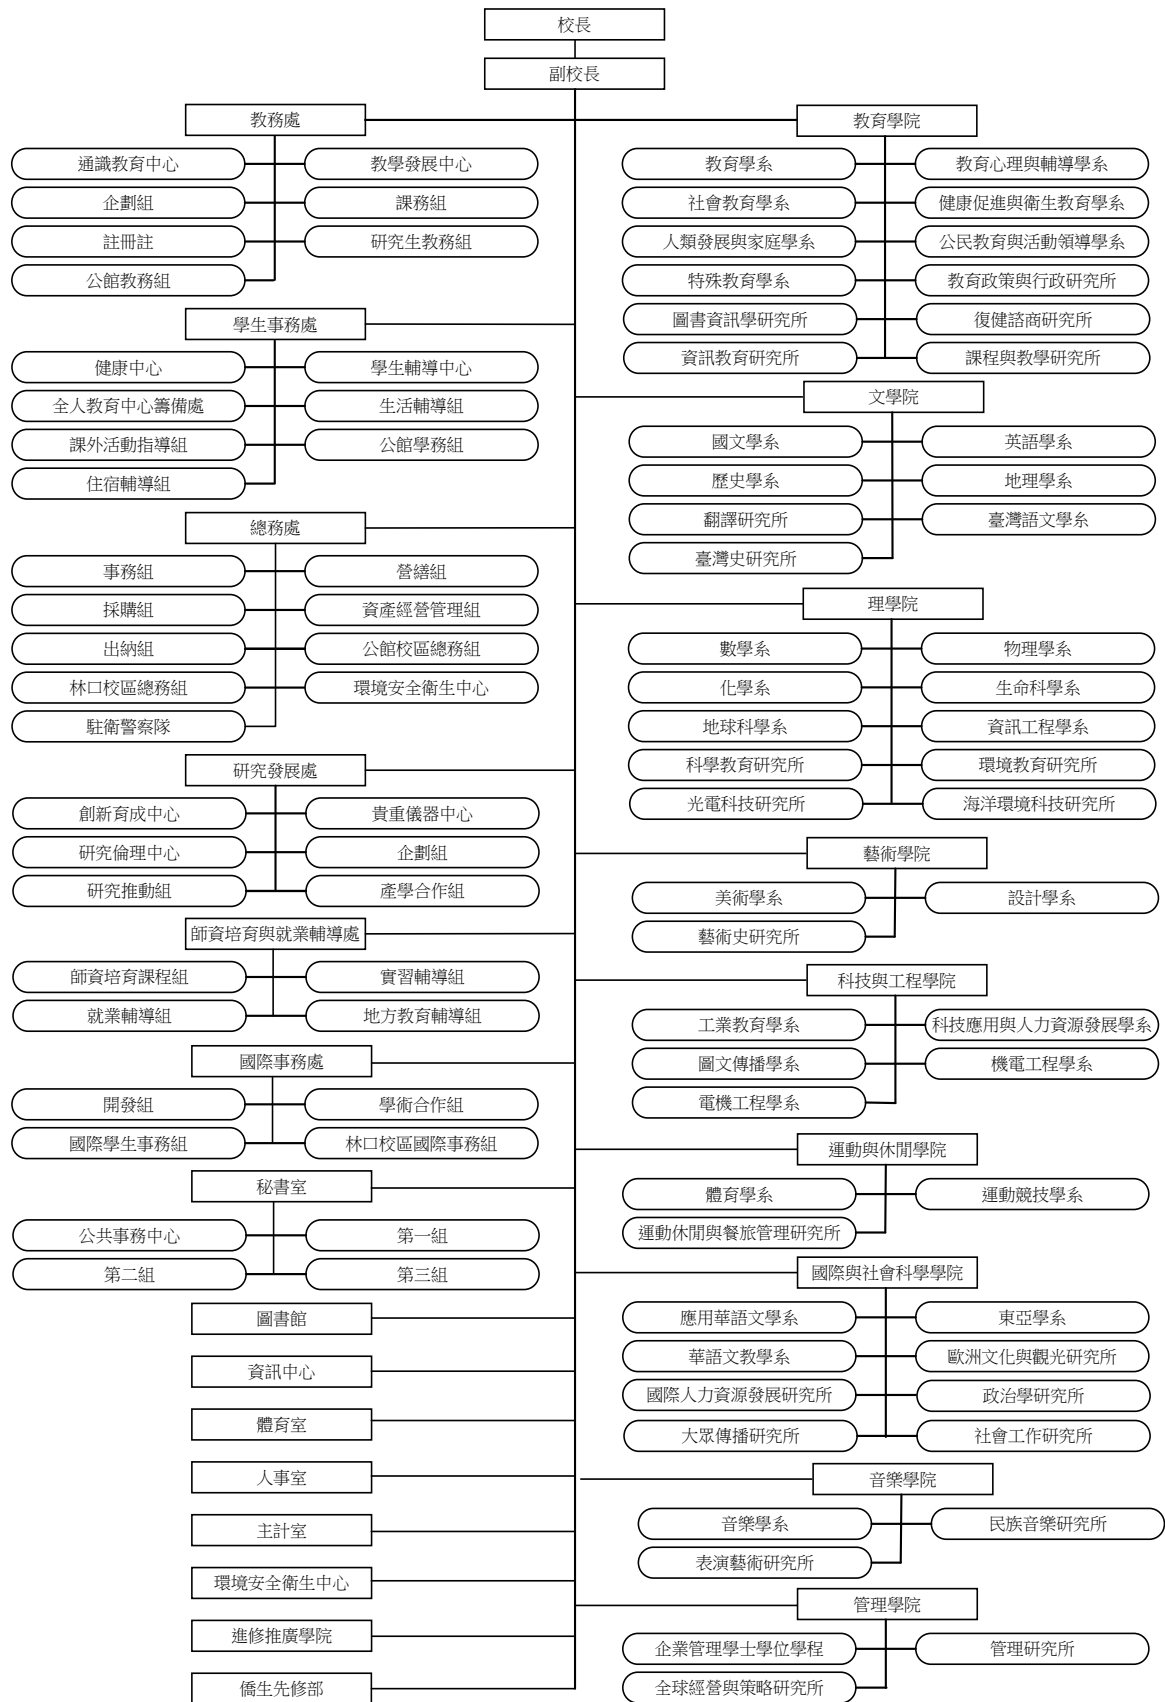 校長
副校長
教務處
通識教育中心
教學發展中心
企劃組
課務組
註冊註
研究生教務組
公館教務組
學生事務處
健康中心
學生輔導中心
全人教育中心籌備處
生活輔導組
課外活動指導組
公館學務組
住宿輔導組
總務處
事務組
營繕組
採購組
資產經營管理組
出納組
公館校區總務組
林口校區總務組
環境安全衛生中心
駐衛警察隊
研究發展處
創新育成中心
貴重儀器中心
研究倫理中心
企劃組
研究推動組
產學合作組
師資培育與就業輔導處
師資培育課程組
實習輔導組
就業輔導組
地方教育輔導組
國際事務處
開發組
學術合作組
國際學生事務組
林口校區國際事務組
秘書室
公共事務中心
第一組
第二組
第三組
圖書館
資訊中心
體育室
人事室
主計室
環境安全衛生中心
進修推廣學院
僑生先修部
教育學院
教育學系
教育心理與輔導學系
社會教育學系
健康促進與衛生教育學系
人類發展與家庭學系
公民教育與活動領導學系
特殊教育學系
教育政策與行政研究所
圖書資訊學研究所
復健諮商研究所
資訊教育研究所
課程與教學研究所
文學院
國文學系
英語學系
歷史學系
地理學系
翻譯研究所
臺灣語文學系
臺灣史研究所
理學院
數學系
物理學系
化學系
生命科學系
地球科學系
資訊工程學系
科學教育研究所
環境教育研究所
光電科技研究所
海洋環境科技研究所
藝術學院
美術學系
設計學系
藝術史研究所
科技與工程學院
工業教育學系
科技應用與人力資源發展學系
圖文傳播學系
機電工程學系
電機工程學系
運動與休閒學院
體育學系
運動競技學系
運動休閒與餐旅管理研究所
國際與社會科學學院
應用華語文學系
東亞學系
華語文教學系
歐洲文化與觀光研究所
國際人力資源發展研究所
政治學研究所
大眾傳播研究所
社會工作研究所
音樂學院
音樂學系
民族音樂研究所
表演藝術研究所
管理學院
企業管理學士學位學程
管理研究所
全球經營與策略研究所